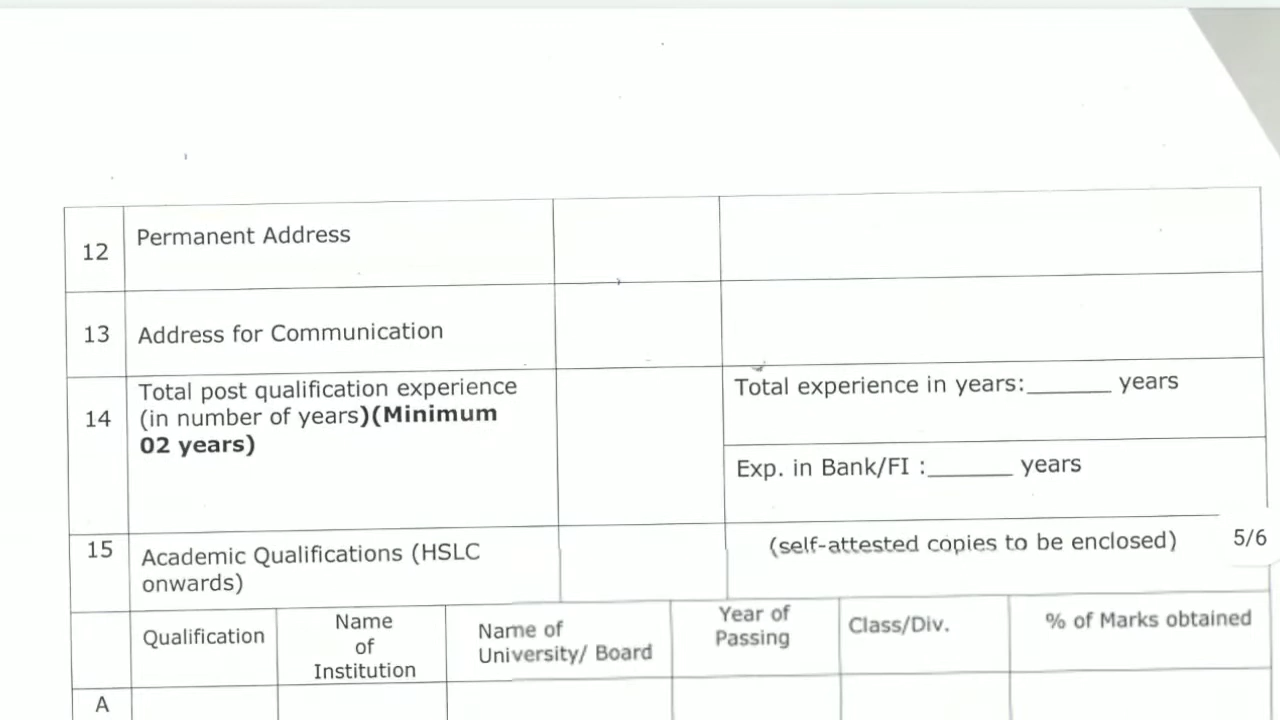 12 Permanent Address
13 Address for Communication
14 Total post qualification experience
(in number of years)(Minimum
02 years)
Total experience in years:______ years
Exp. in Bank/FI :______ years
15 Academic Qualifications (HSLC
onwards)
(self-attested copies to be enclosed)
5/6
Qualification
Name
of
Institution
Name of
University/ Board
Year of
Passing
Class/Div.
% of Marks obtained
A